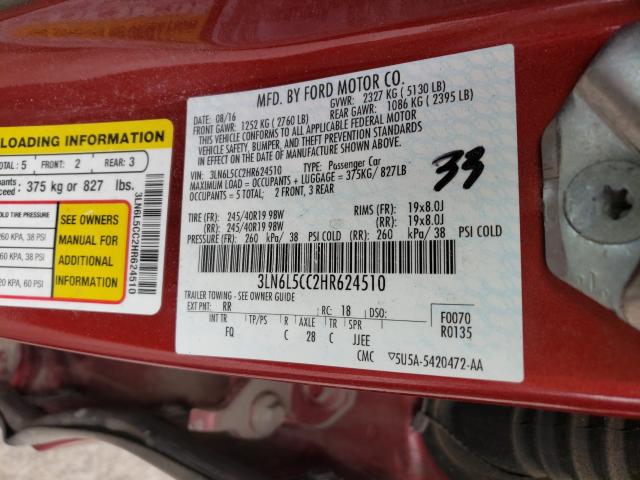 LOADING INFORMATION
TOTAL: 5 FRONT: 2 REAR: 3
exceed: 375 kg or 827 lbs.
COLD TIRE PRESSURE
260 KPA, 38 PSI
260 KPA, 38 PSI
420 KPA, 60 PSI
SEE OWNERS
MANUAL FOR
ADDITIONAL
INFORMATION
3LN6L5CC2HR624510
MFD. BY FORD MOTOR CO.
DATE: 08/16 GVWR: 2327 KG ( 5130 LB)
FRONT GAWR: 1252 KG ( 2760 LB) REAR GAWR: 1086 KG ( 2395 LB)
THIS VEHICLE CONFORMS TO ALL APPLICABLE FEDERAL MOTOR
VEHICLE SAFETY, BUMPER, AND THEFT PREVENTION STANDARDS
IN EFFECT ON THE DATE OF MANUFACTURE SHOWN ABOVE.
VIN: 3LN6L5CC2HR624510 TYPE: Passenger Car
MAXIMUM LOAD = OCCUPANTS + LUGGAGE = 375KG/ 827LB
OCCUPANTS = 5 TOTAL; 2 FRONT, 3 REAR
33
TIRE (FR): 245/40R19 98W RIMS (FR): 19x8.0J
(RR): 245/40R19 98W (RR): 19x8.0J
PRESSURE (FR): 260 kPa/ 38 PSI COLD (RR): 260 kPa/ 38 PSI COLD
3LN6L5CC2HR624510
TRAILER TOWING - SEE OWNER GUIDE
EXT PNT: RR RC: 18 DSO: F0070
INT TR TP/PS R AXLE TR SPR R0135
FQ C 28 C JJEE
CMC ▽5U5A-5420472-AA